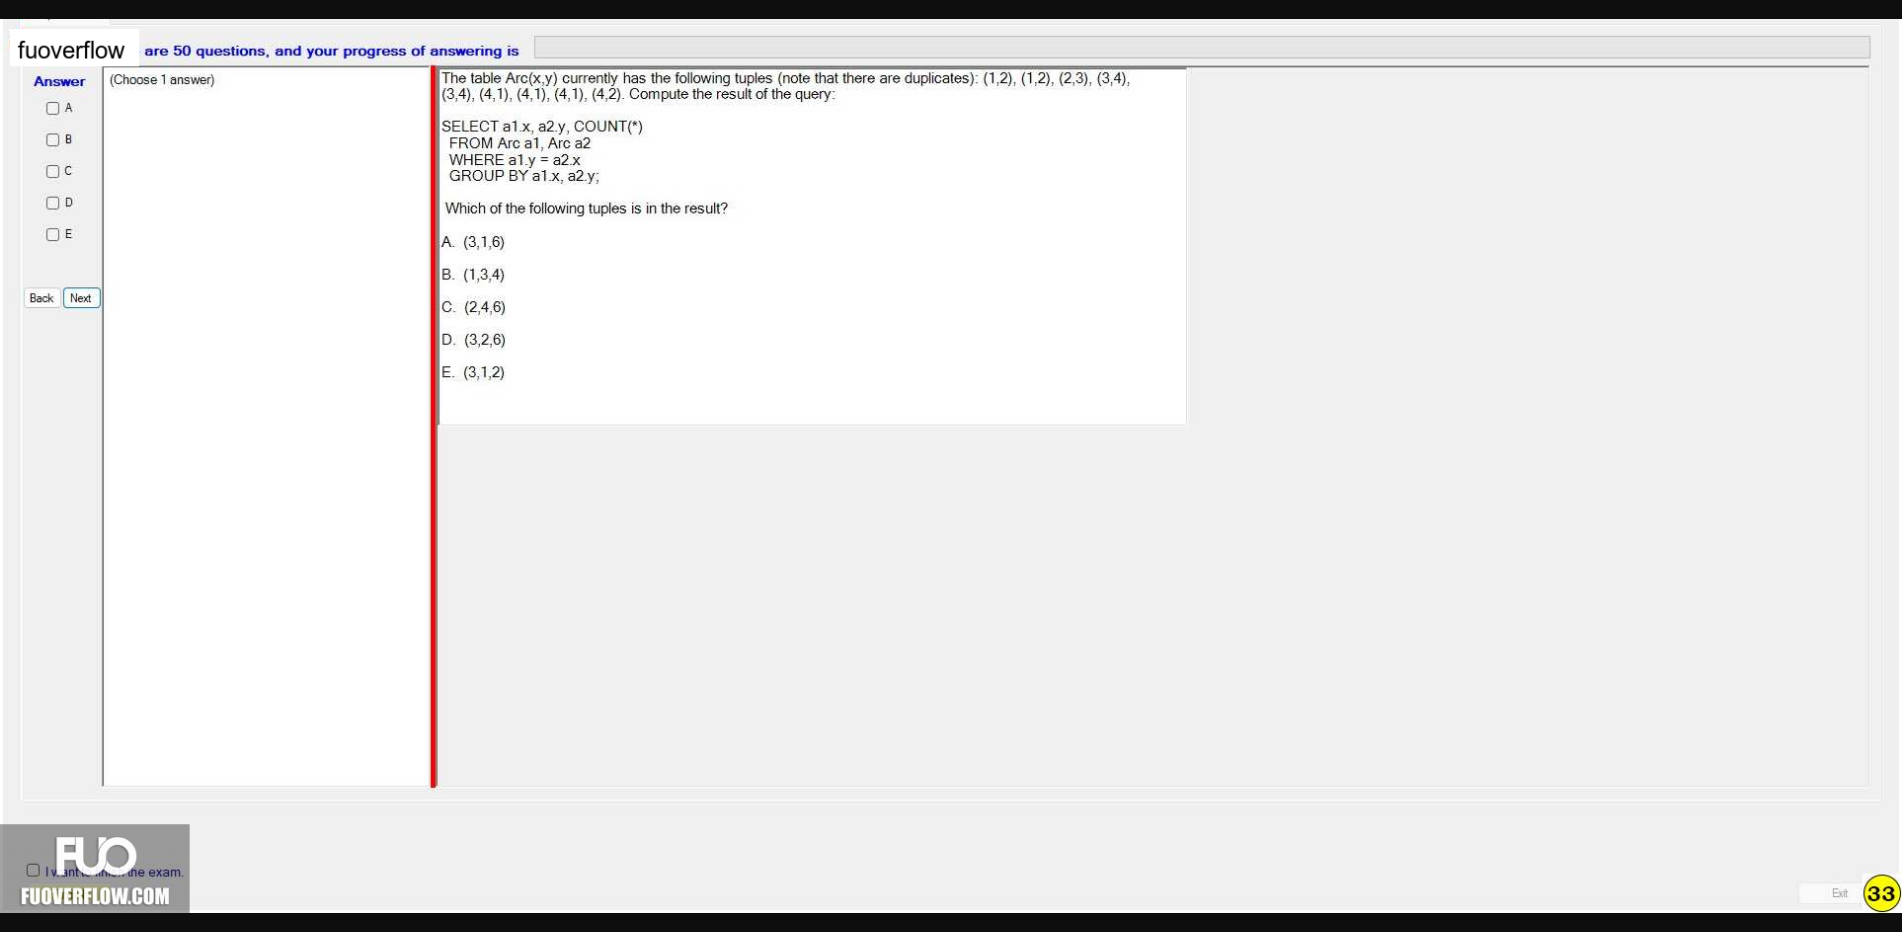 fuoverflow are 50 questions, and your progress of answering is
Answer
(Choose 1 answer)
A
B
C
D
E
Back Next
The table Arc(x,y) currently has the following tuples (note that there are duplicates): (1,2), (1,2), (2,3), (3,4),
(3,4), (4,1), (4,1), (4,1), (4,2). Compute the result of the query:
SELECT a1.x, a2.y, COUNT(*)
FROM Arc a1, Arc a2
WHERE a1.y = a2.x
GROUP BY a1.x, a2.y;
Which of the following tuples is in the result?
A. (3,1,6)
B. (1,3,4)
C. (2,4,6)
D. (3,2,6)
E. (3,1,2)
FUO
I the exam.
FUOVERFLOW.COM
Exit
33